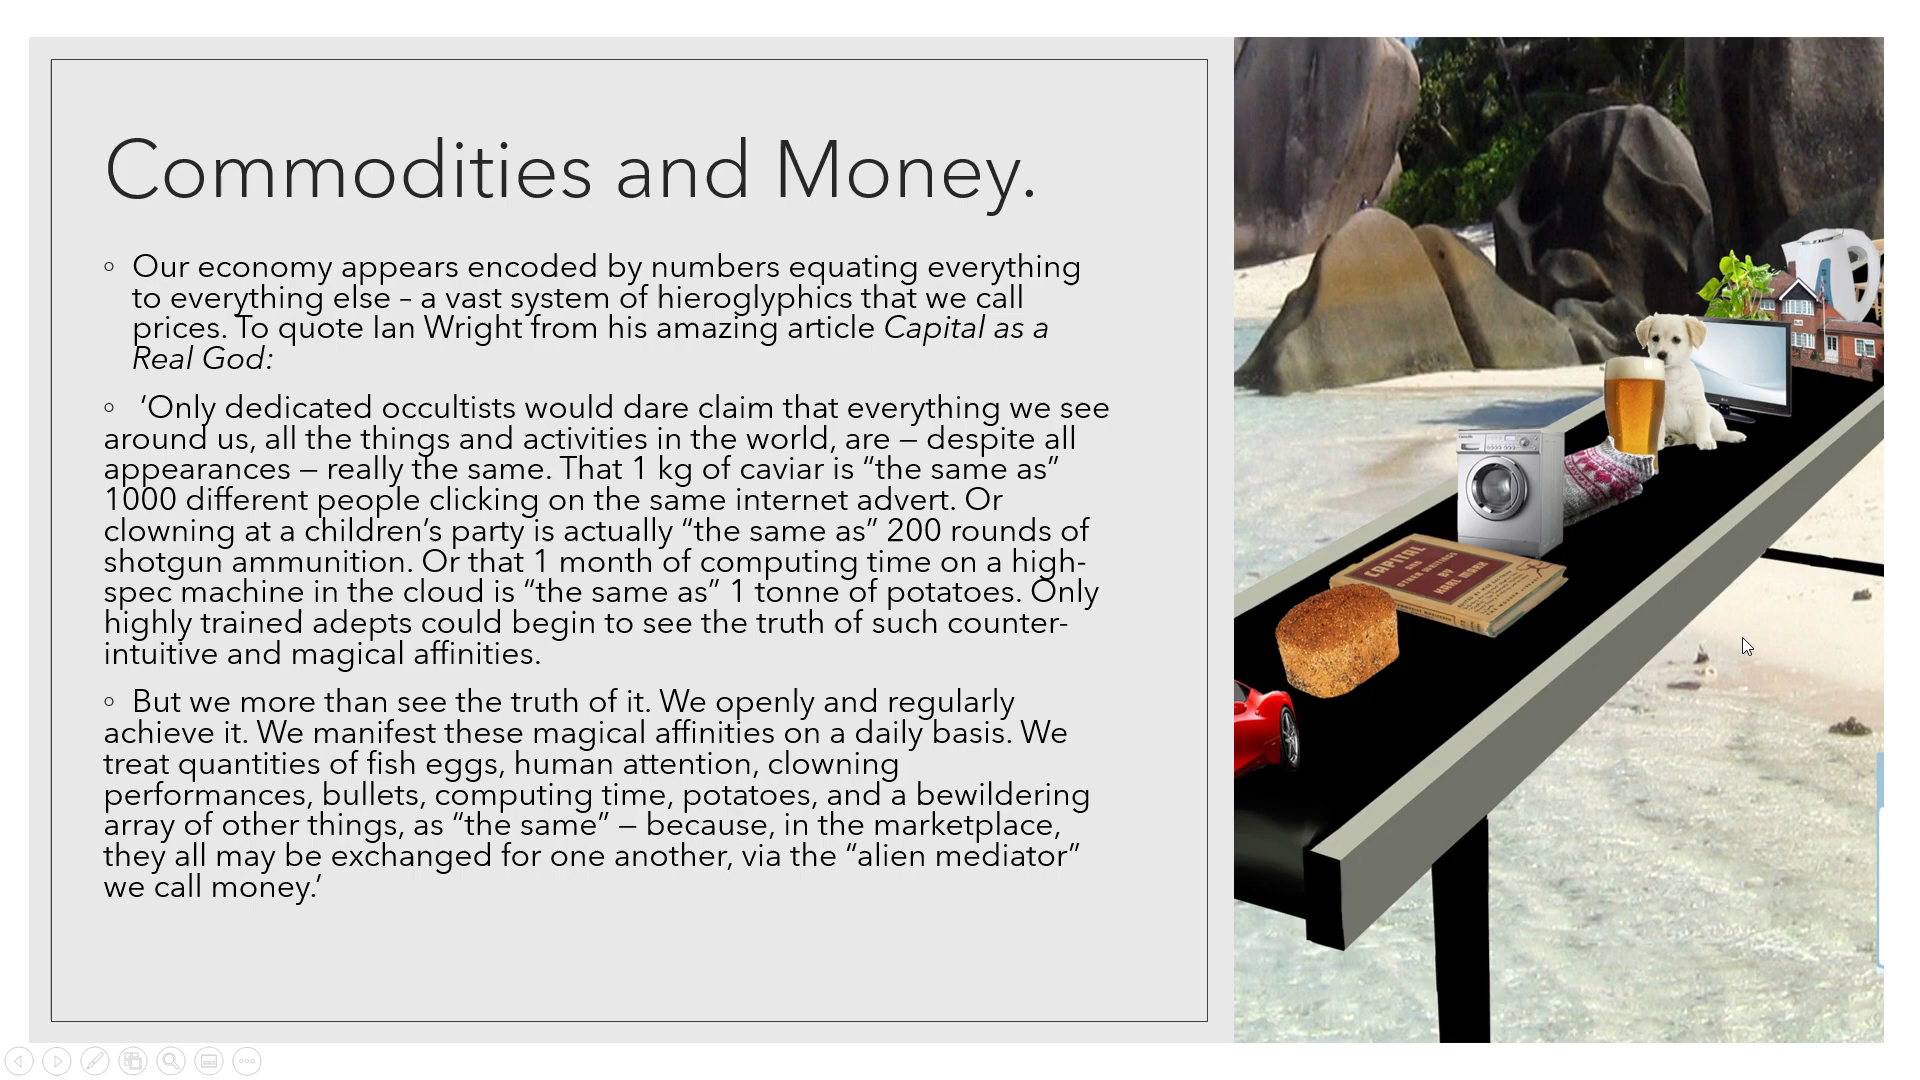 Commodities and Money.
◦ Our economy appears encoded by numbers equating everything
to everything else – a vast system of hieroglyphics that we call
prices. To quote Ian Wright from his amazing article Capital as a
Real God:
◦ ‘Only dedicated occultists would dare claim that everything we see
around us, all the things and activities in the world, are — despite all
appearances — really the same. That 1 kg of caviar is “the same as”
1000 different people clicking on the same internet advert. Or
clowning at a children’s party is actually “the same as” 200 rounds of
shotgun ammunition. Or that 1 month of computing time on a high-
spec machine in the cloud is “the same as” 1 tonne of potatoes. Only
highly trained adepts could begin to see the truth of such counter-
intuitive and magical affinities.
◦ But we more than see the truth of it. We openly and regularly
achieve it. We manifest these magical affinities on a daily basis. We
treat quantities of fish eggs, human attention, clowning
performances, bullets, computing time, potatoes, and a bewildering
array of other things, as “the same” — because, in the marketplace,
they all may be exchanged for one another, via the “alien mediator”
we call money.’
CAPITAL
AND
OTHER WRITINGS
BY
KARL MARX